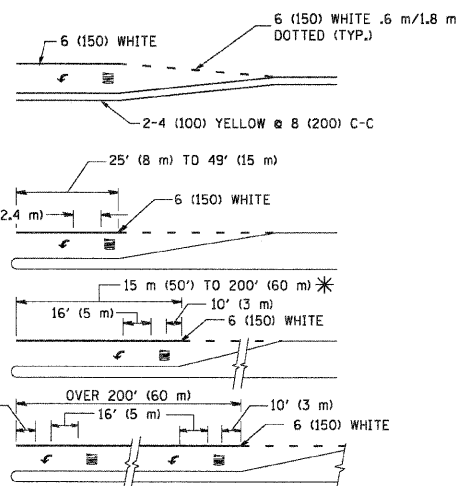 6 (150) WHITE .6 m/1.8 m
DOTTED (TYP.)
6 (150) WHITE
2-4 (100) YELLOW @ 8 (200) C-C
25' (8 m) TO 49' (15 m)
6 (150) WHITE
2.4 m)
15 m (50') TO 200' (60 m) *
16' (5 m)
10' (3 m)
6 (150) WHITE
OVER 200' (60 m)
16' (5 m)
10' (3 m)
6 (150) WHITE